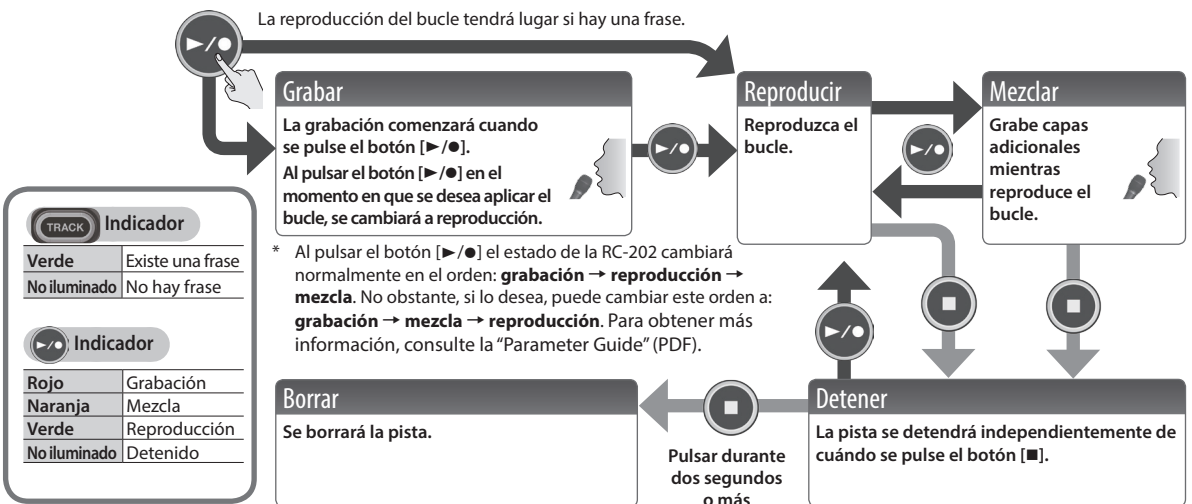 La reproducción del bucle tendrá lugar si hay una frase.
Grabar
La grabación comenzará cuando
se pulse el botón [►/●].
Al pulsar el botón [►/●] en el
momento en que se desea aplicar el
bucle, se cambiará a reproducción.
Reproducir
Reproduzca el
bucle.
Mezclar
Grabe capas
adicionales
mientras
reproduce el
bucle.
TRACK Indicador
Verde Existe una frase
No iluminado No hay frase
►/● Indicador
Rojo Grabación
Naranja Mezcla
Verde Reproducción
No iluminado Detenido
* Al pulsar el botón [►/●] el estado de la RC-202 cambiará
normalmente en el orden: grabación → reproducción →
mezcla. No obstante, si lo desea, puede cambiar este orden a:
grabación → mezcla → reproducción. Para obtener más
información, consulte la “Parameter Guide” (PDF).
Borrar
Se borrará la pista.
Pulsar durante
dos segundos
o más
Detener
La pista se detendrá independientemente de
cuándo se pulse el botón [■].